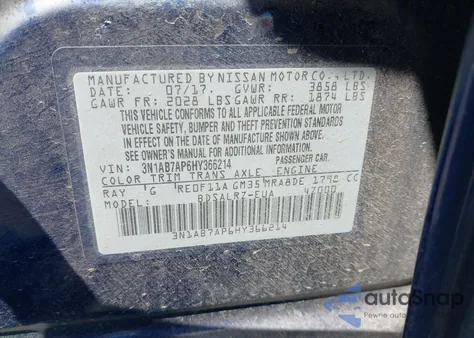 MANUFACTURED BY NISSAN MOTOR CO., LTD.
DATE: 07/17. GVWR: 3858 LBS
GAWR FR: 2028 LBS GAWR RR: 1874 LBS
THIS VEHICLE CONFORMS TO ALL APPLICABLE FEDERAL MOTOR
VEHICLE SAFETY, BUMPER AND THEFT PREVENTION STANDARDS
IN EFFECT ON THE DATE OF MANUFACTURE SHOWN ABOVE.
SEE OWNER'S MANUAL FOR ADDITIONAL INFORMATION
VIN: 3N1AB7AP6HY366214 PASSENGER CAR.
COLOR TRIM TRANS AXLE ENGINE
RAY G RE0F11A GM35 MRA8DE 1798 CC
MODEL: BDSALR7-EUA 47000
3N1AB7AP6HY366214
autoSnap